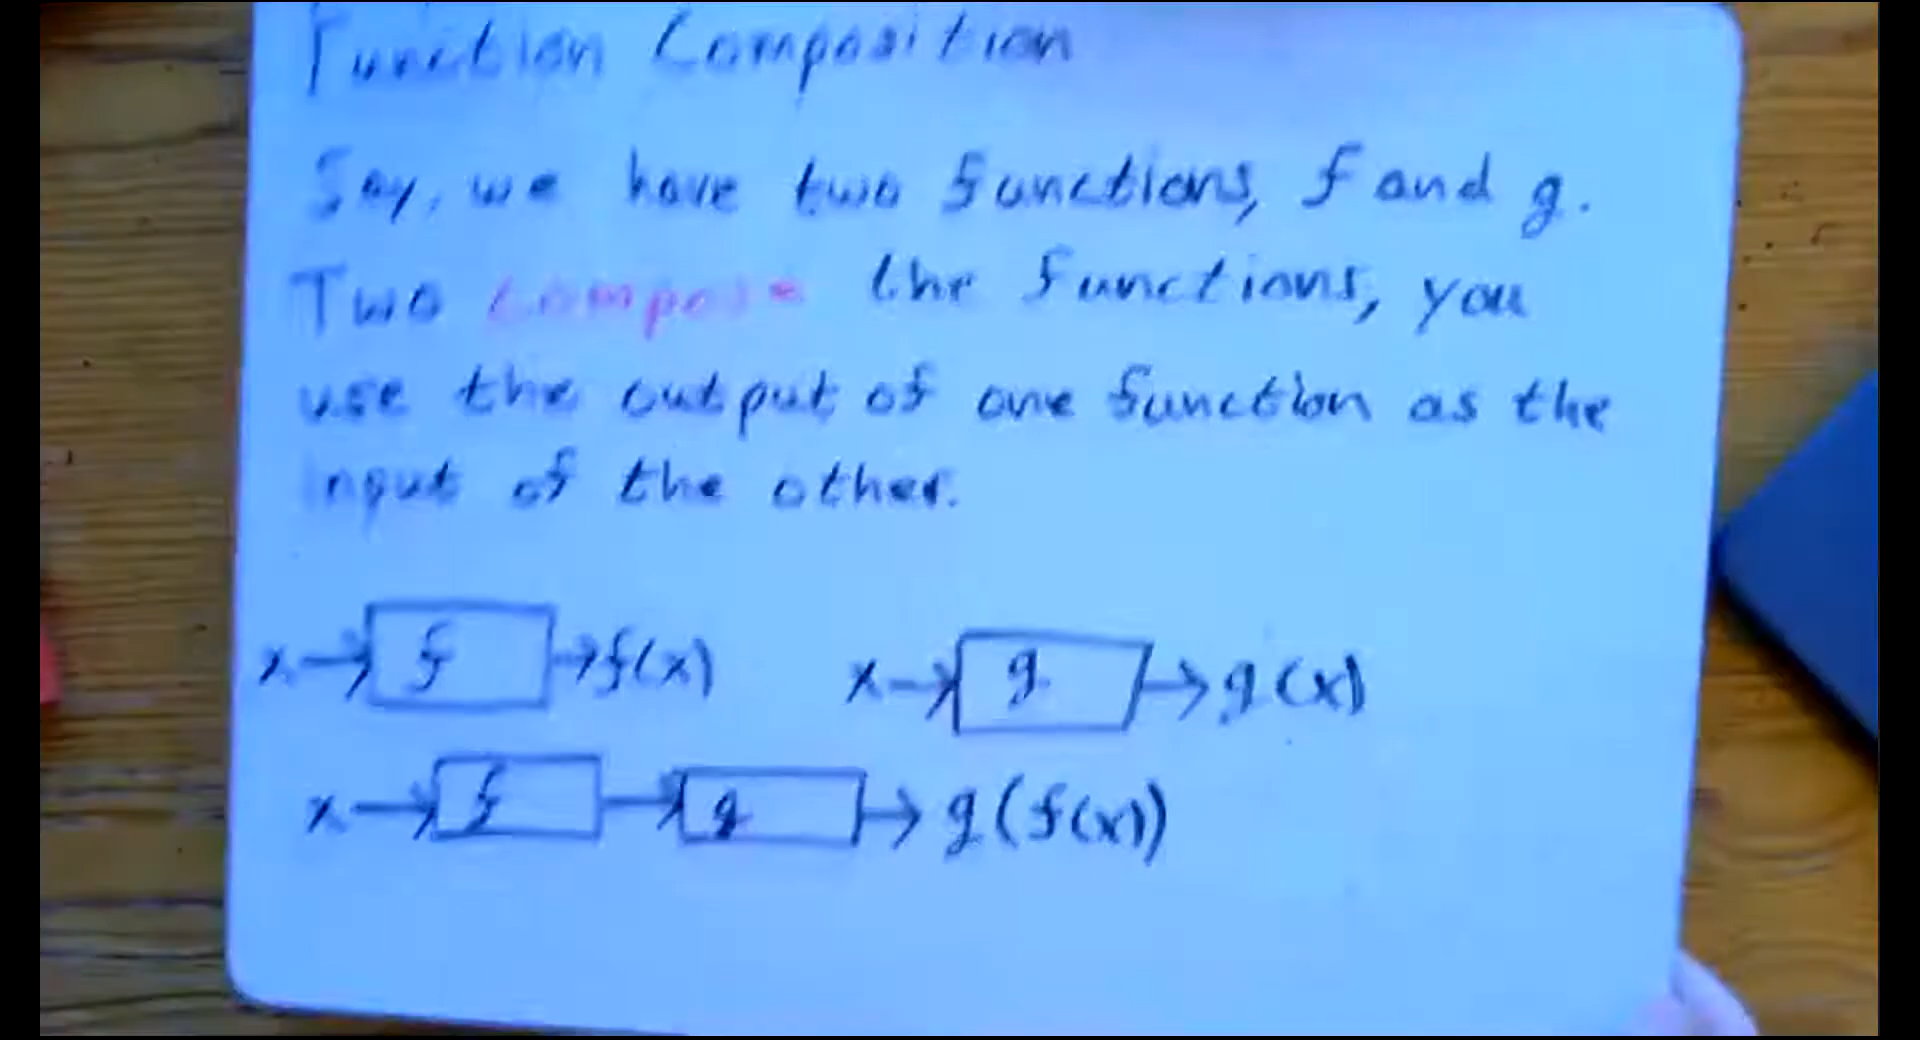 Function Composition
Say, we have two functions, f and g.
Two compose the functions, you
use the output of one function as the
input of the other.
x→ f →f(x) x→ g →g(x)
x→ f → g → g(f(x))